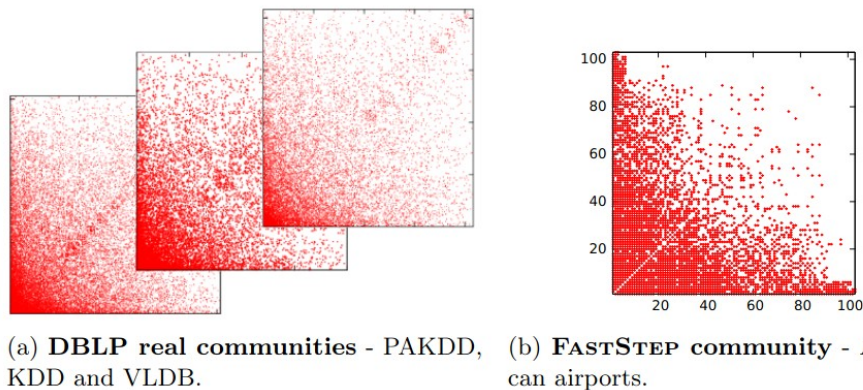 100
80
60
40
20
20 40 60 80 100
(a) DBLP real communities - PAKDD,
KDD and VLDB.
(b) FASTSTEP community -
can airports.